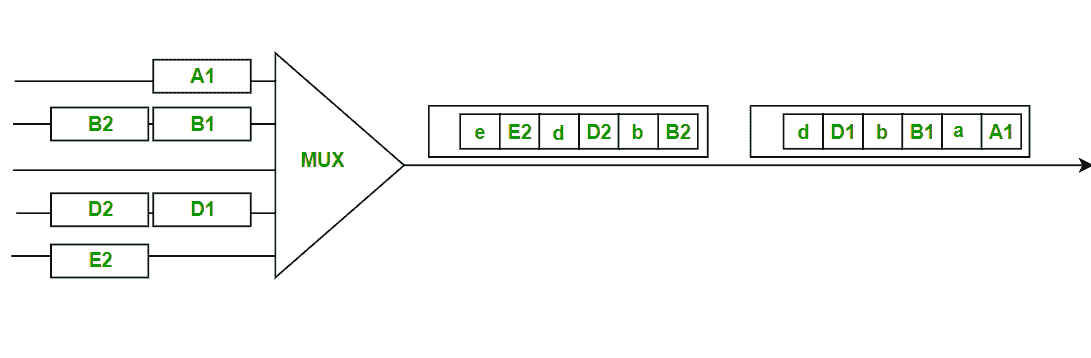 A1
B2 B1
D2 D1
E2
MUX
e E2 d D2 b B2
d D1 b B1 a A1